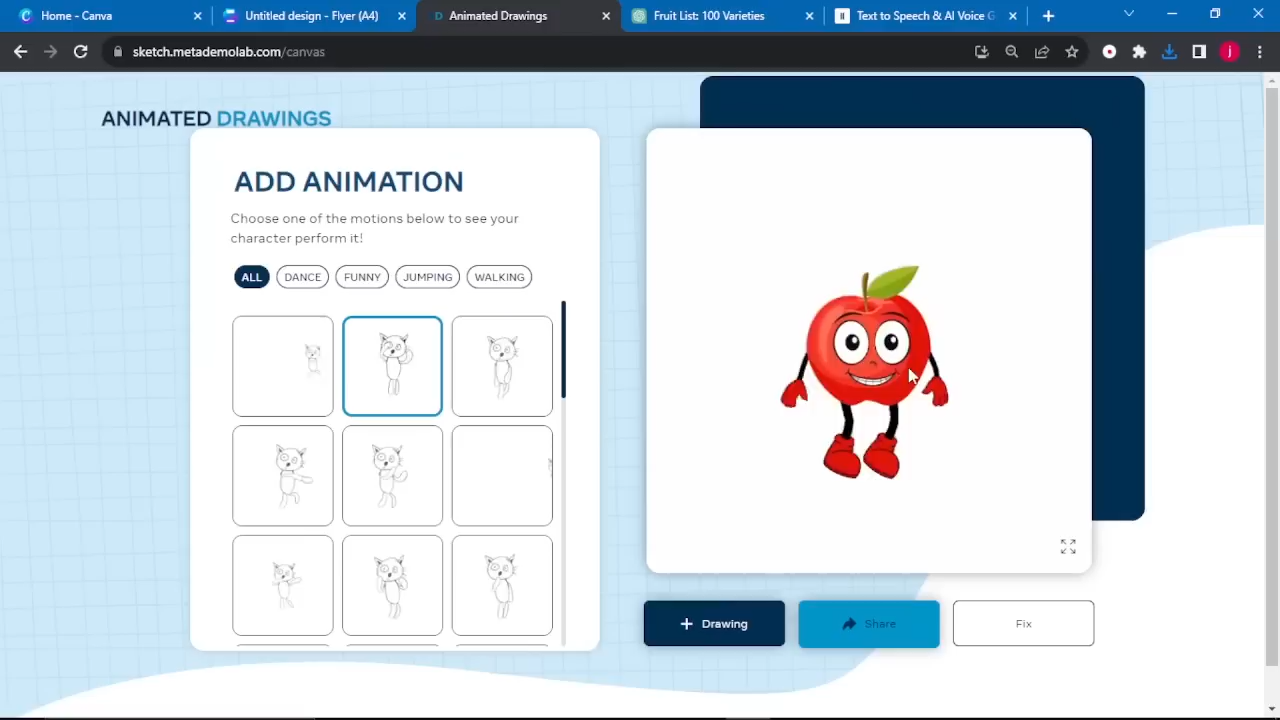 Home - Canva
Untitled design - Flyer (A4)
Animated Drawings
Fruit List: 100 Varieties
Text to Speech & AI Voice G
sketch.metademolab.com/canvas
j
ANIMATED DRAWINGS
ADD ANIMATION
Choose one of the motions below to see your
character perform it!
ALL
DANCE
FUNNY
JUMPING
WALKING
+ Drawing
Share
Fix